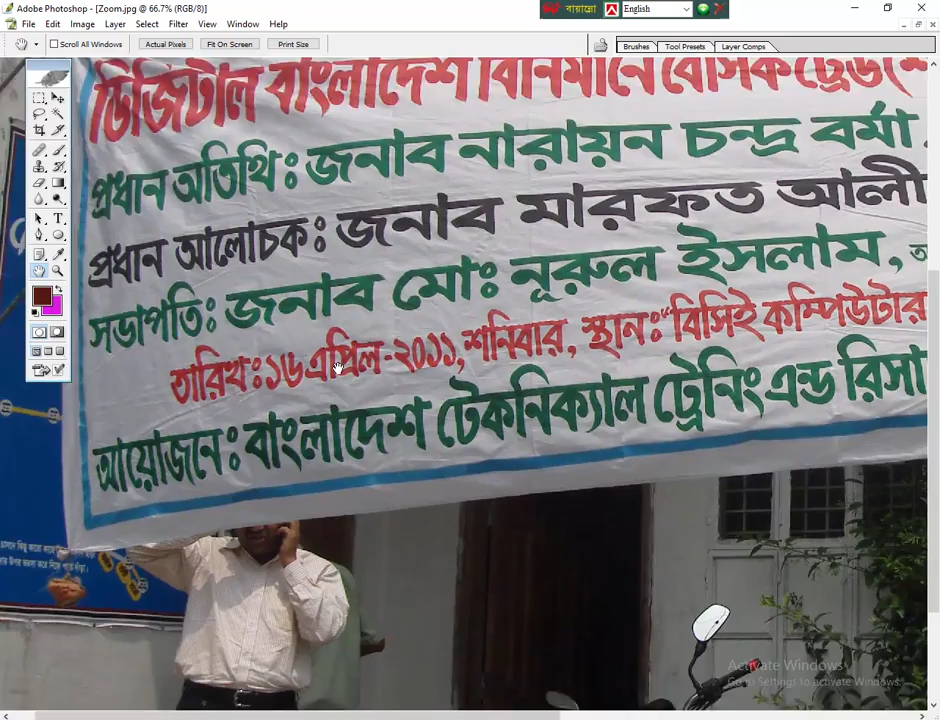 Adobe Photoshop - [Zoom.jpg @ 66.7% (RGB/8)]
বায়ান্নো English
File Edit Image Layer Select Filter View Window Help
Scroll All Windows Actual Pixels Fit On Screen Print Size Brushes Tool Presets Layer Comps
ডিজিটাল বাংলাদেশ বিনির্মানে বেসিক ট্রেড
প্রধান অতিথি: জনাব নারায়ন চন্দ্র বর্মা
প্রধান আলোচক: জনাব মারফত আলী
সভাপতি: জনাব মো: নূরুল ইসলাম,
তারিখ:১৬ এপ্রিল-২০১১, শনিবার, স্থান:"বিসিই কম্পিউটার
আয়োজনে: বাংলাদেশ টেকনিক্যাল ট্রেনিং এন্ড রিসা
Activate Windows
Go to Settings to activate Windows.